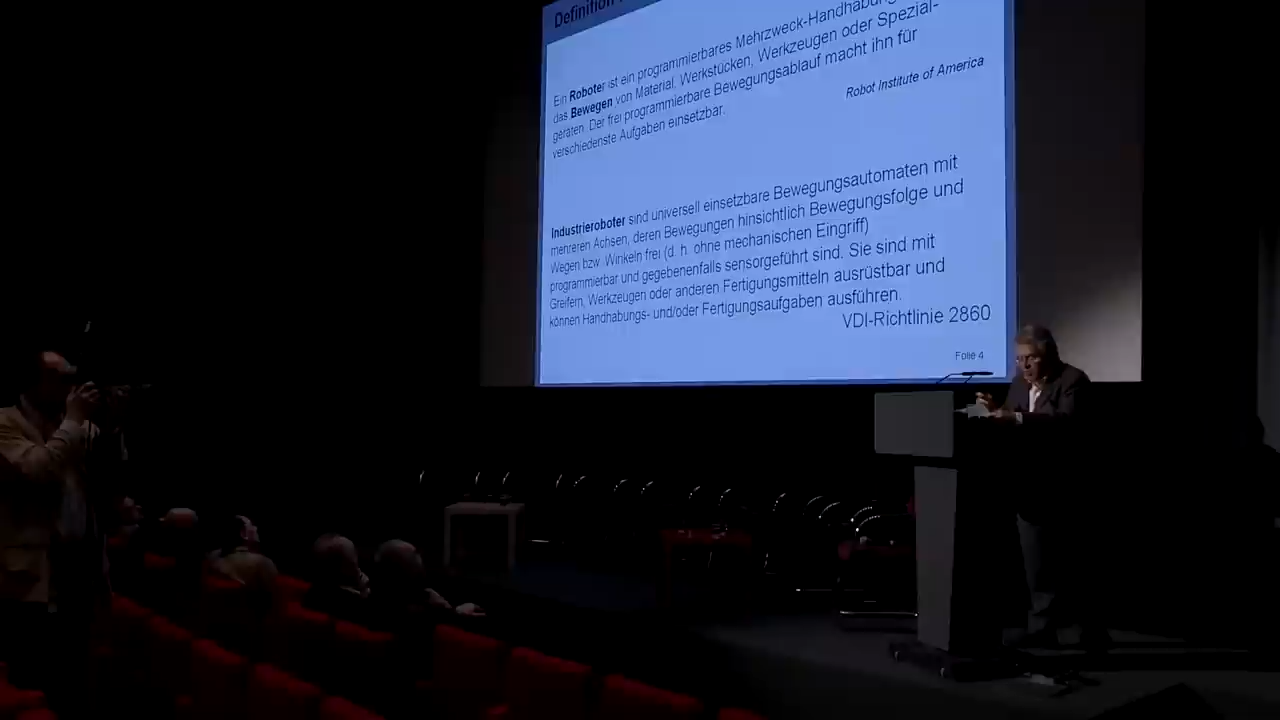 Definition
Ein Roboter ist ein programmierbares Mehrzweck-Handhabung
das Bewegen von Material, Werkstücken, Werkzeugen oder Spezial-
geräten. Der frei programmierbare Bewegungsablauf macht ihn für
verschiedenste Aufgaben einsetzbar.
Robot Institute of America
Industrieroboter sind universell einsetzbare Bewegungsautomaten mit
mehreren Achsen, deren Bewegungen hinsichtlich Bewegungsfolge und
Wegen bzw. Winkeln frei (d. h. ohne mechanischen Eingriff)
programmierbar und gegebenenfalls sensorgeführt sind. Sie sind mit
Greifern, Werkzeugen oder anderen Fertigungsmitteln ausrüstbar und
können Handhabungs- und/oder Fertigungsaufgaben ausführen.
VDI-Richtlinie 2860
Folie 4